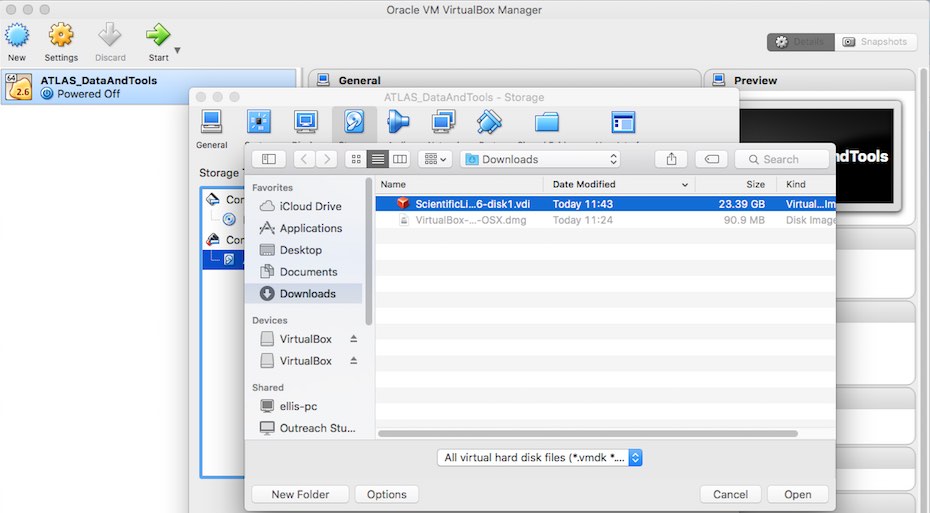 Oracle VM VirtualBox Manager
New
Settings
Discard
Start
Details
Snapshots
64
2.6
ATLAS_DataAndTools
Powered Off
General
Preview
ATLAS_DataAndTools - Storage
General
Storage
Downloads
Search
Favorites
iCloud Drive
Applications
Desktop
Documents
Downloads
Devices
VirtualBox
VirtualBox
Shared
ellis-pc
Outreach Stu...
Name Date Modified Size Kind
ScientificLi...6-disk1.vdi Today 11:43 23.39 GB Virtual...Im
VirtualBox-...-OSX.dmg Today 11:24 90.9 MB Disk Image
All virtual hard disk files (*.vmdk *....
New Folder
Options
Cancel
Open